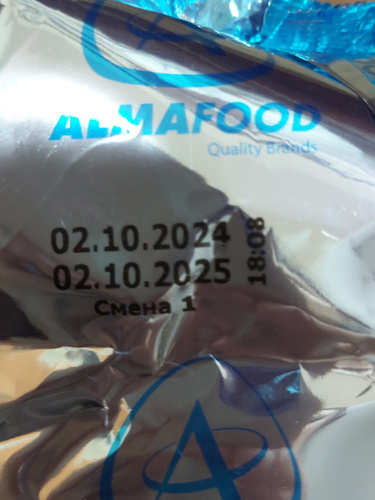 ALMAFOOD
Quality Brands
02.10.2024
02.10.2025
18:08
Смена 1